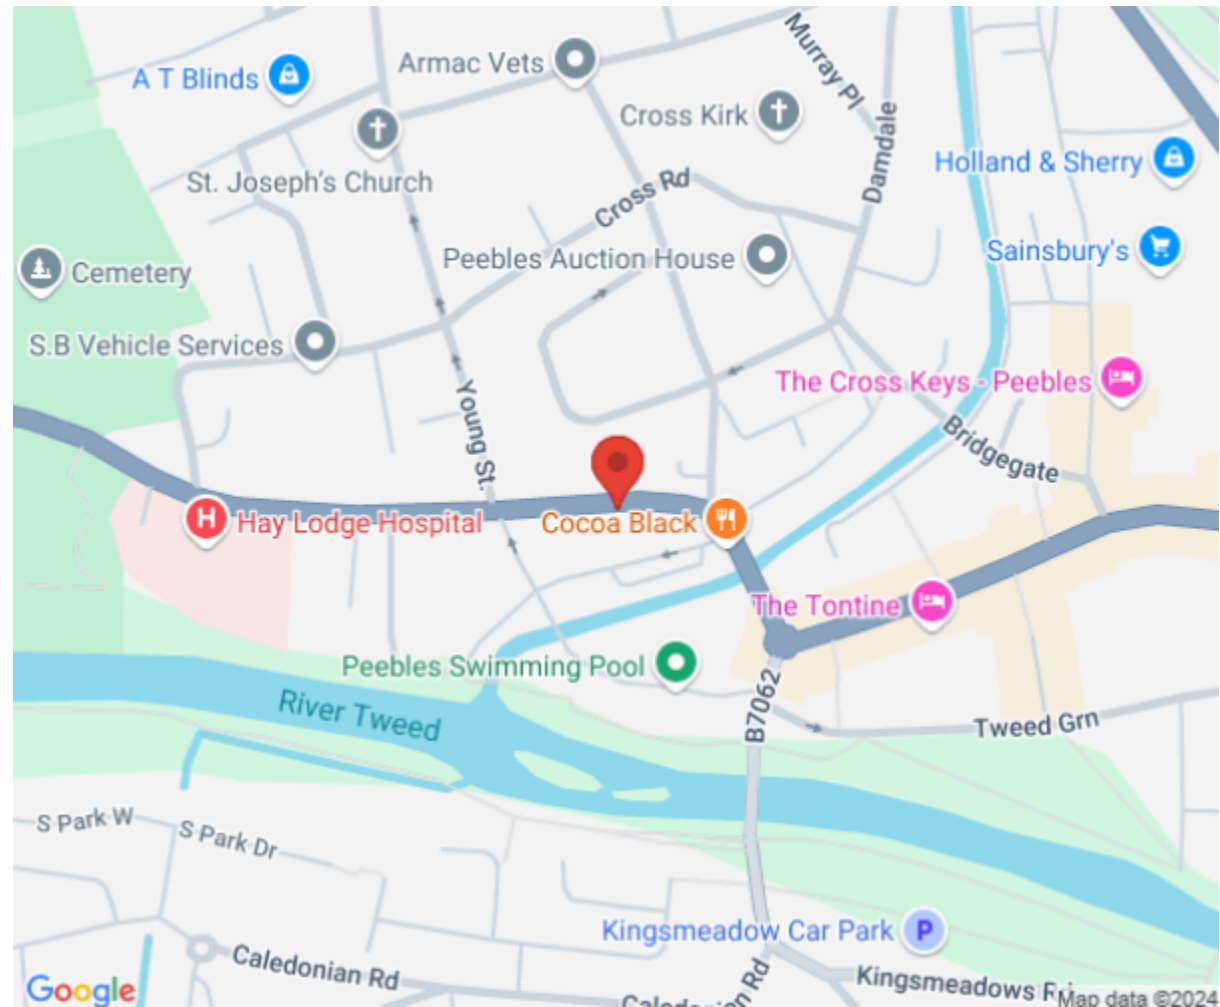 Murray Pl
Armac Vets
A T Blinds
Cross Kirk
Damdale
Holland & Sherry
St. Joseph's Church
Cross Rd
Peebles Auction House
Sainsbury's
Cemetery
S.B Vehicle Services
The Cross Keys - Peebles
Young St.
Bridgegate
H
Hay Lodge Hospital
Cocoa Black
The Tontine
Peebles Swimming Pool
River Tweed
B7062
Tweed Grn
S Park W
S Park Dr
Kingsmeadow Car Park
P
Caledonian Rd
Caledonian Rd
Kingsmeadows
Google
Map data ©2024